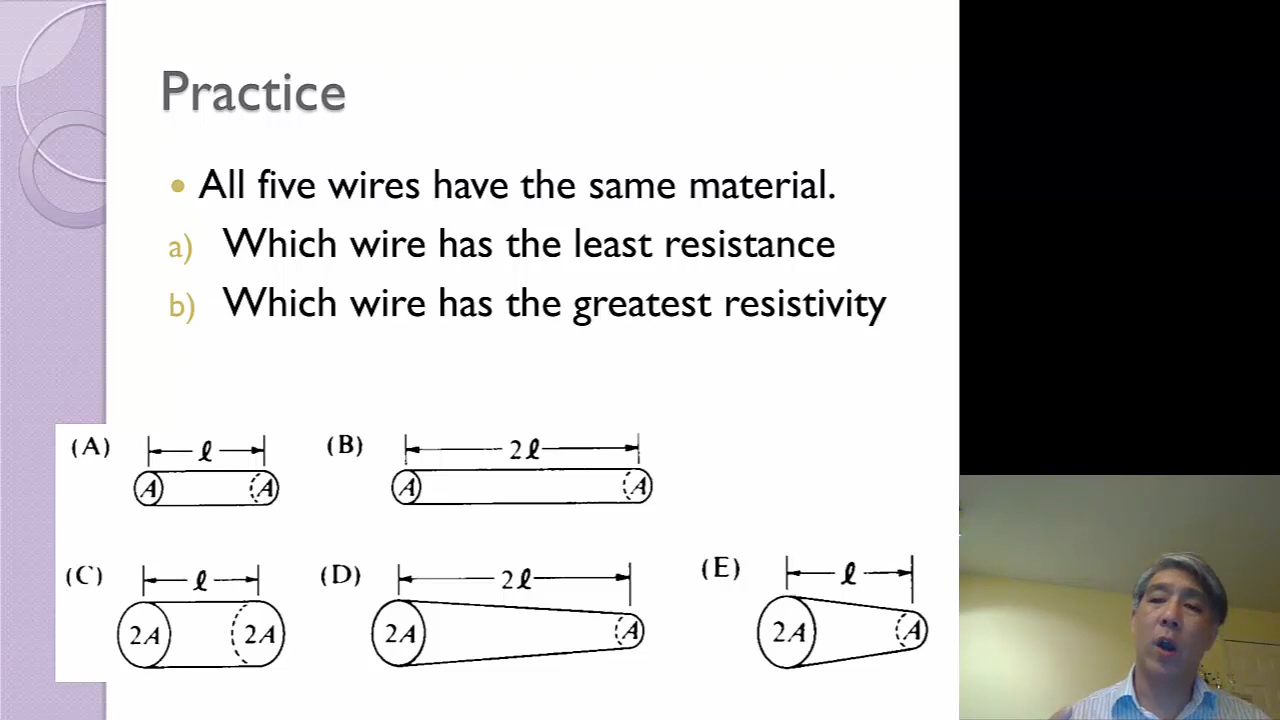 Practice
• All five wires have the same material.
a) Which wire has the least resistance
b) Which wire has the greatest resistivity
(A) ℓ
A A
(B) 2ℓ
A A
(C) ℓ
2A 2A
(D) 2ℓ
2A A
(E) ℓ
2A A